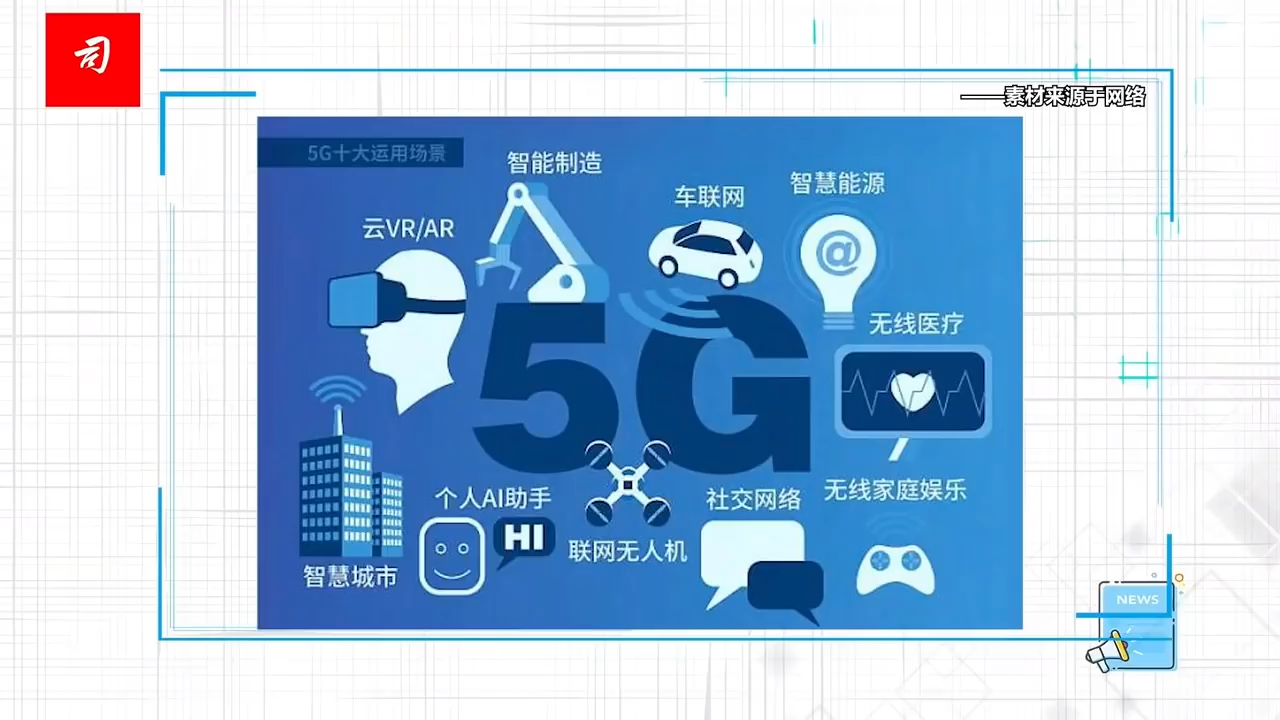 司
——素材来源于网络
5G十大运用场景
智能制造
车联网
智慧能源
云VR/AR
@
5G
无线医疗
个人AI助手
社交网络
无线家庭娱乐
HI
联网无人机
智慧城市
NEWS